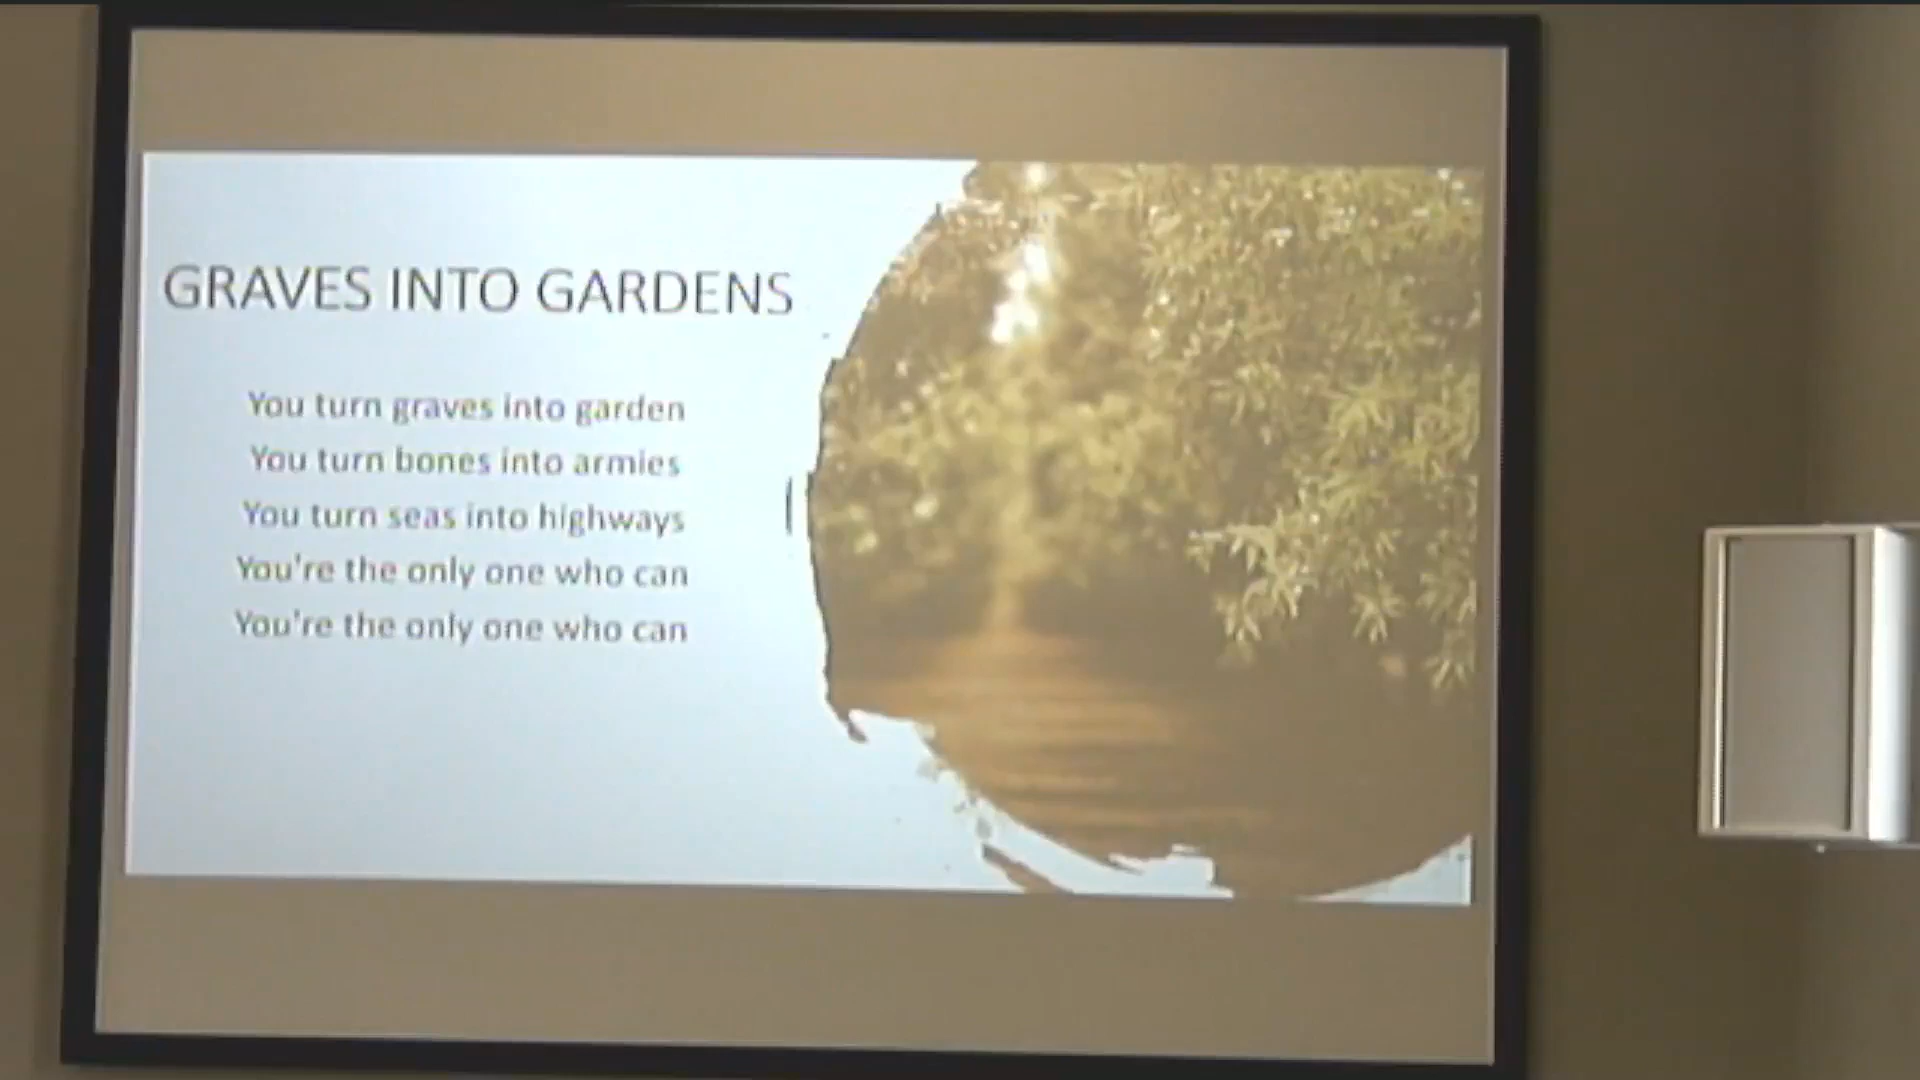 GRAVES INTO GARDENS
You turn graves into garden
You turn bones into armies
You turn seas into highways
You're the only one who can
You're the only one who can